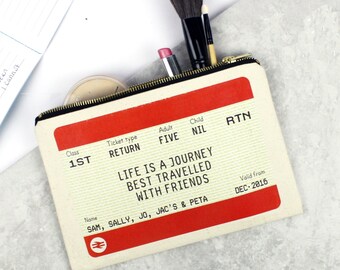 Class
1ST
Ticket type
RETURN
Adult
FIVE
Child
NIL
RTN
LIFE IS A JOURNEY
BEST TRAVELLED
WITH FRIENDS
Valid from
DEC·2016
Name
SAM, SALLY, JO, JAC'S & PETA